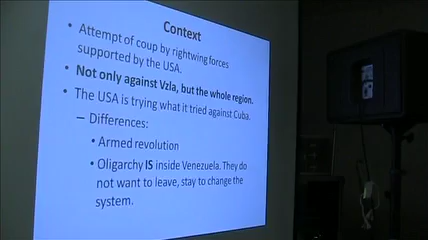 Context
• Attempt of coup by rightwing forces
supported by the USA.
• Not only against Vzla, but the whole region.
• The USA is trying what it tried against Cuba.
– Differences:
• Armed revolution
• Oligarchy IS inside Venezuela. They do
not want to leave, stay to change the
system.